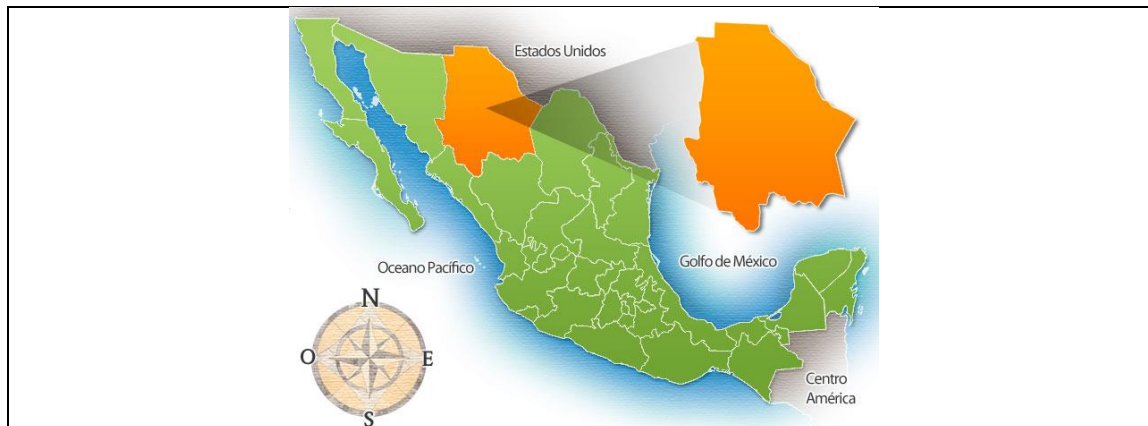 Estados Unidos
Golfo de México
Oceano Pacífico
N
O
E
S
Centro
América